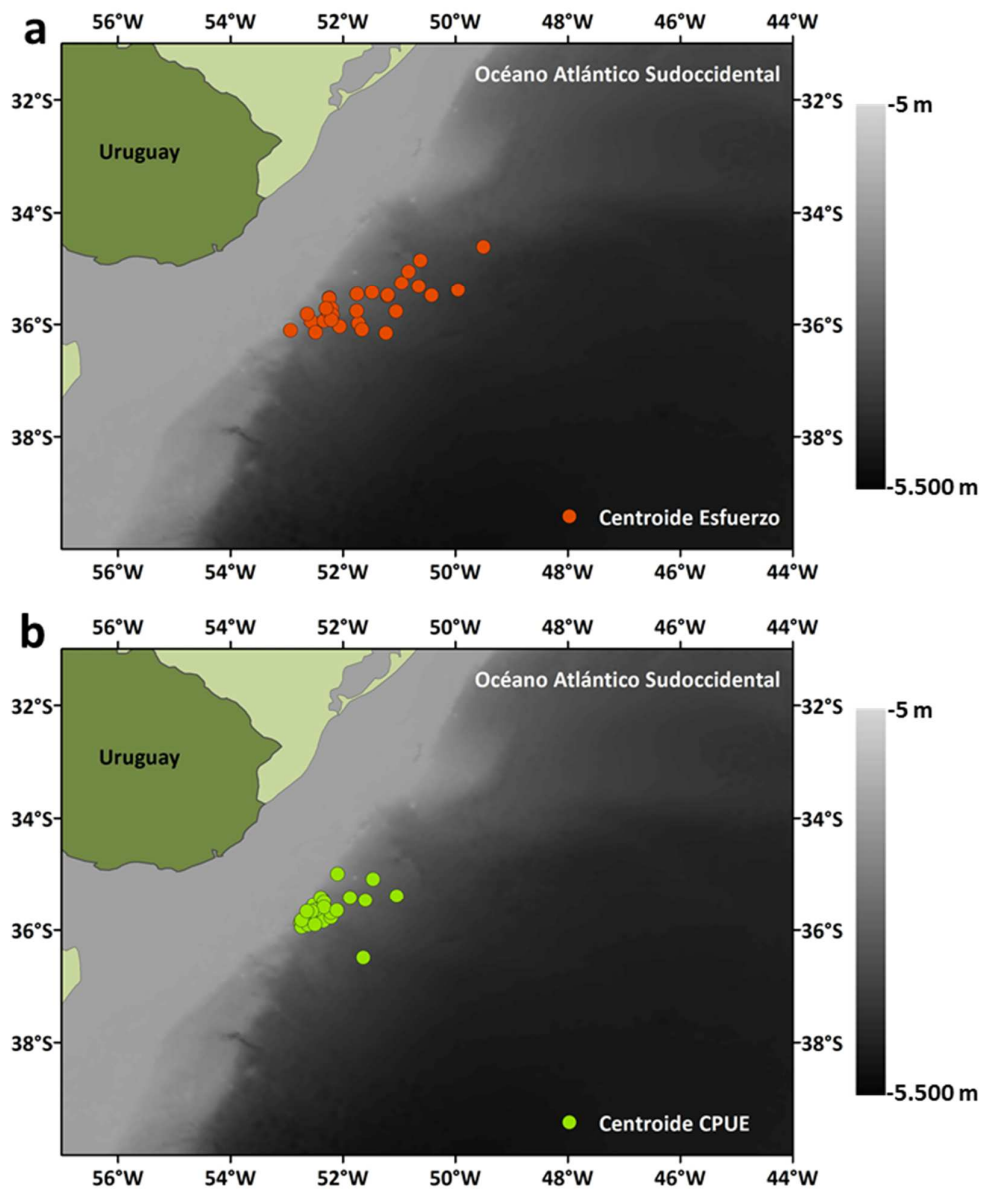 a
56°W 54°W 52°W 50°W 48°W 46°W 44°W
Océano Atlántico Sudoccidental
-5 m
32°S 32°S
Uruguay
34°S 34°S
36°S 36°S
38°S 38°S
-5.500 m
Centroide Esfuerzo
56°W 54°W 52°W 50°W 48°W 46°W 44°W
b
56°W 54°W 52°W 50°W 48°W 46°W 44°W
Océano Atlántico Sudoccidental
-5 m
32°S 32°S
Uruguay
34°S 34°S
36°S 36°S
38°S 38°S
-5.500 m
Centroide CPUE
56°W 54°W 52°W 50°W 48°W 46°W 44°W